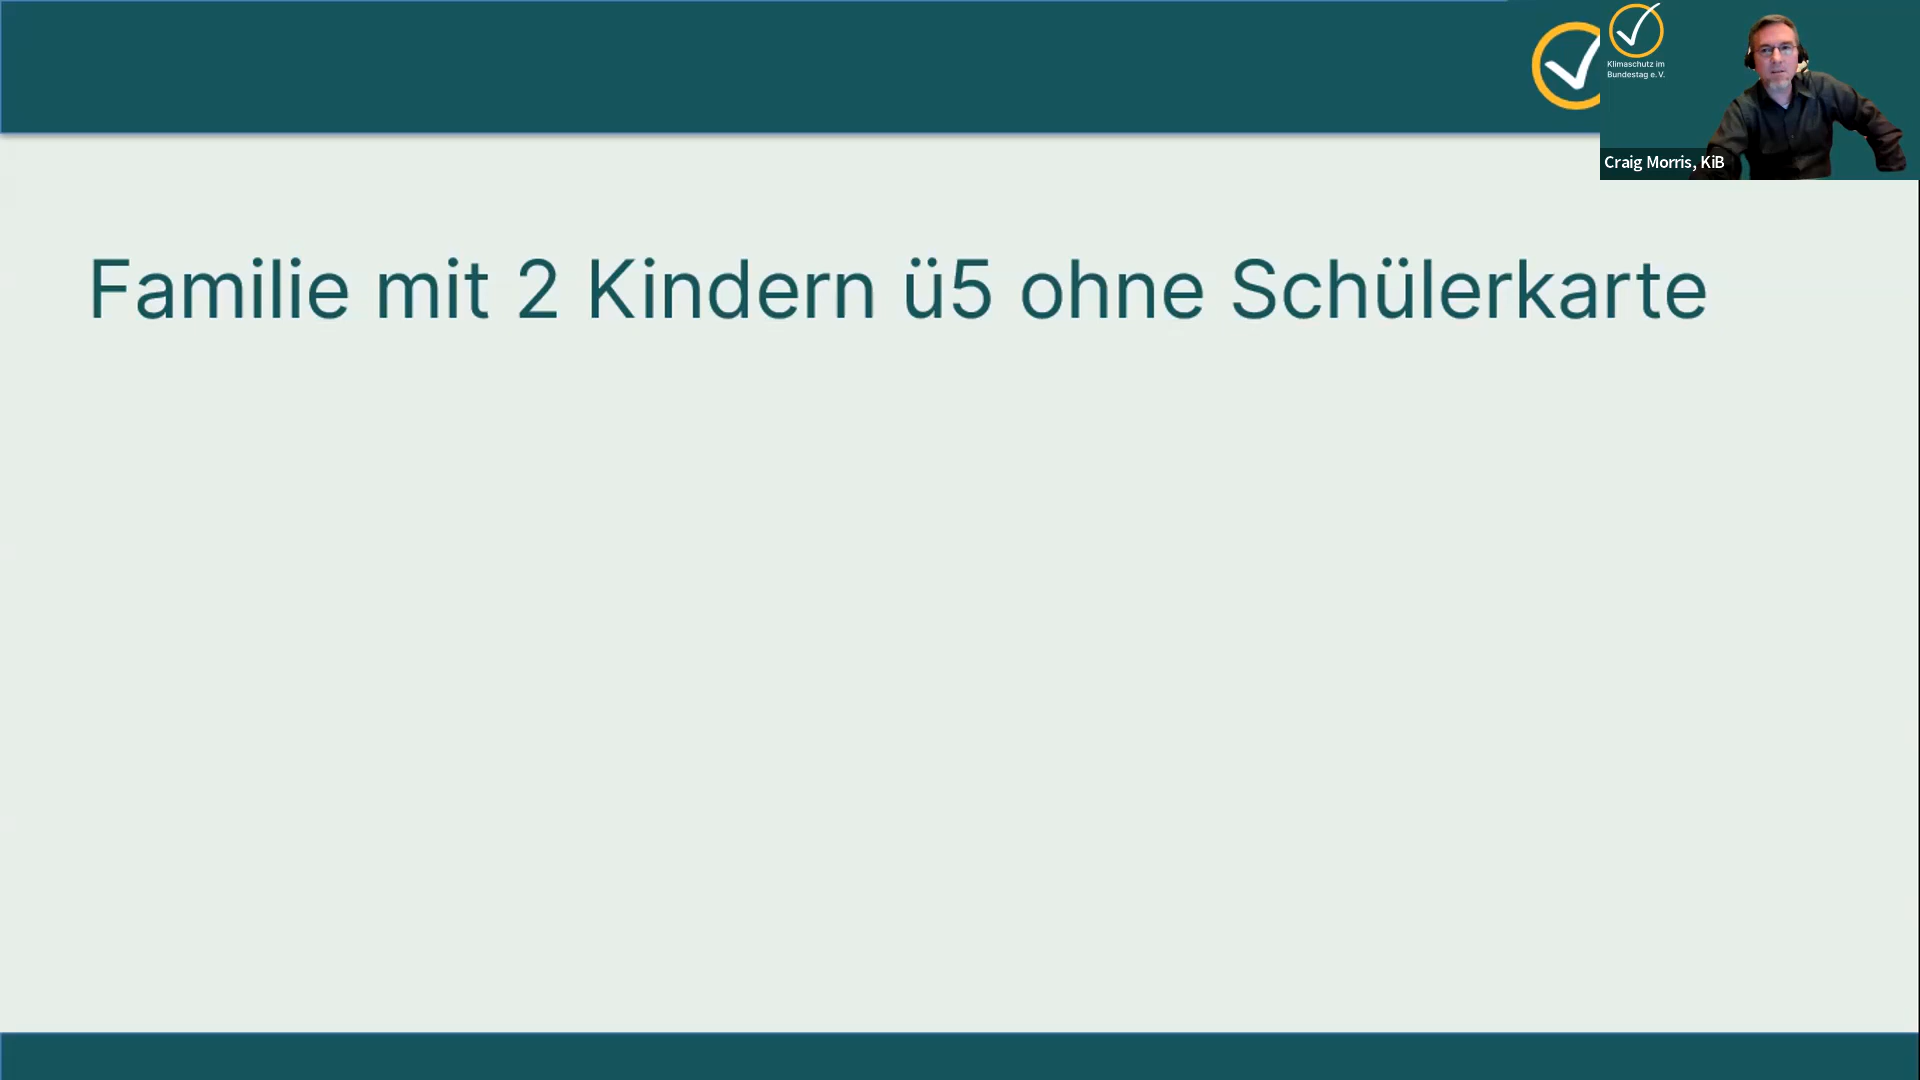 Klimaschutz im
Bundestag e. V.
Craig Morris, KiB
Familie mit 2 Kindern ü5 ohne Schülerkarte